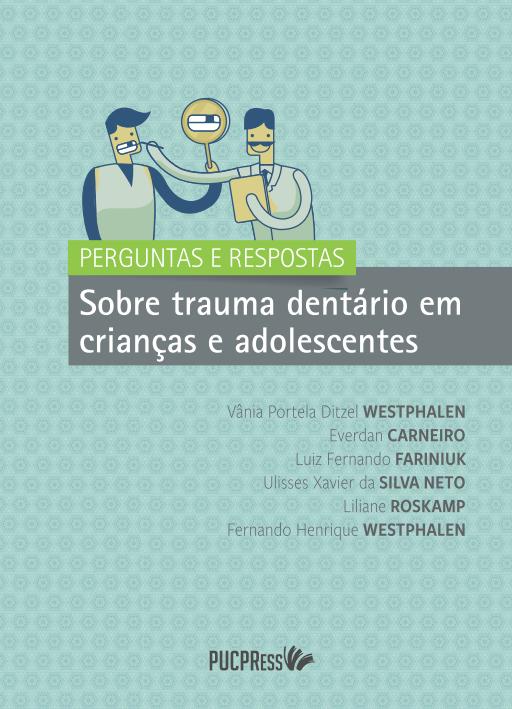 PERGUNTAS E RESPOSTAS
Sobre trauma dentário em
crianças e adolescentes
Vânia Portela Ditzel WESTPHALEN
Everdan CARNEIRO
Luiz Fernando FARINIUK
Ulisses Xavier da SILVA NETO
Liliane ROSKAMP
Fernando Henrique WESTPHALEN
PUCPRess